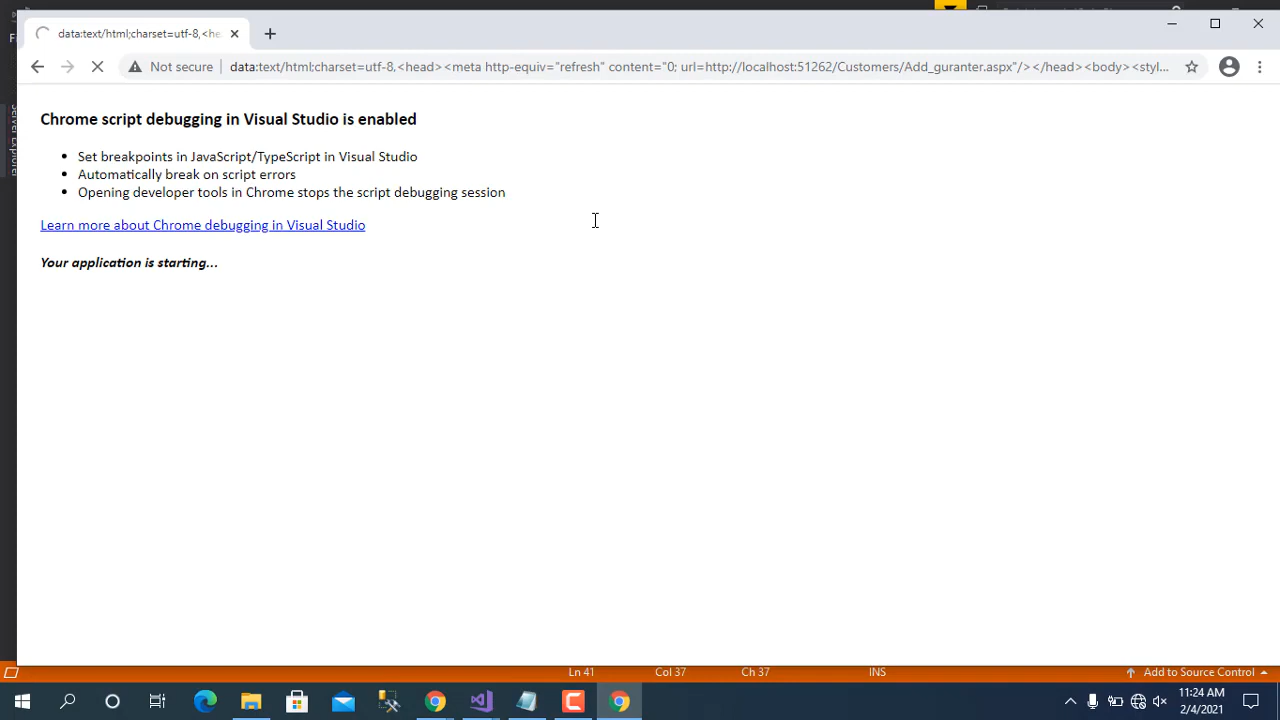 data:text/html;charset=utf-8,<he
Not secure
data:text/html;charset=utf-8,<head><meta http-equiv="refresh" content="0; url=http://localhost:51262/Customers/Add_guranter.aspx"/></head><body><styl...
Chrome script debugging in Visual Studio is enabled
• Set breakpoints in JavaScript/TypeScript in Visual Studio
• Automatically break on script errors
• Opening developer tools in Chrome stops the script debugging session
Learn more about Chrome debugging in Visual Studio
Your application is starting...
Ln 41
Col 37
Ch 37
INS
Add to Source Control
11:24 AM
2/4/2021